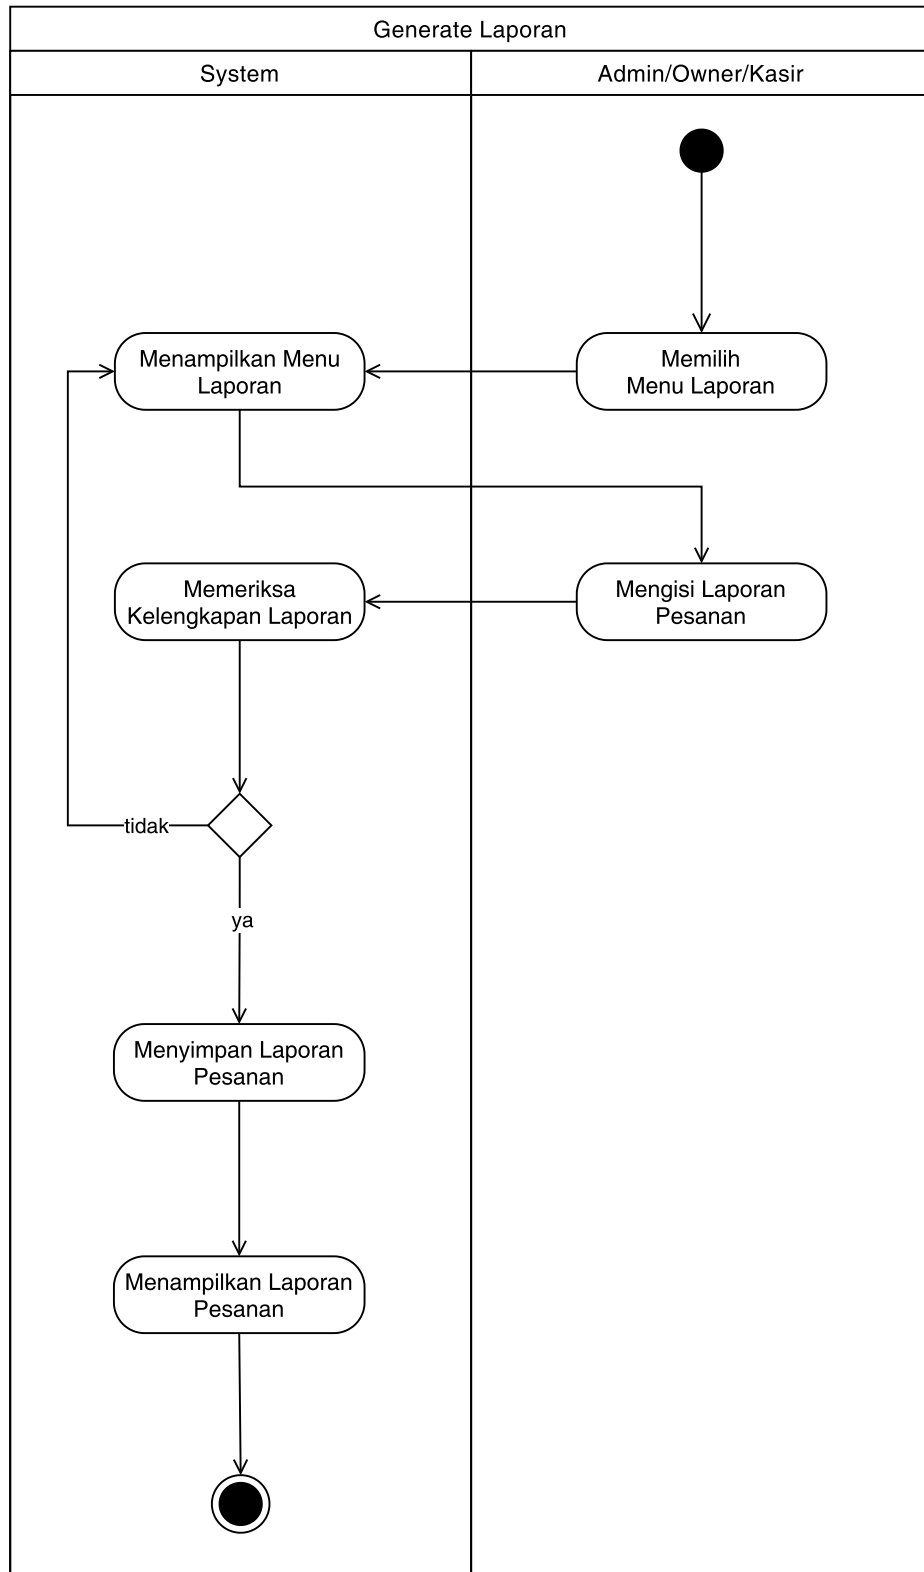 Generate Laporan
System
Admin/Owner/Kasir
Menampilkan Menu
Laporan
Memilih
Menu Laporan
Memeriksa
Kelengkapan Laporan
Mengisi Laporan
Pesanan
tidak
ya
Menyimpan Laporan
Pesanan
Menampilkan Laporan
Pesanan